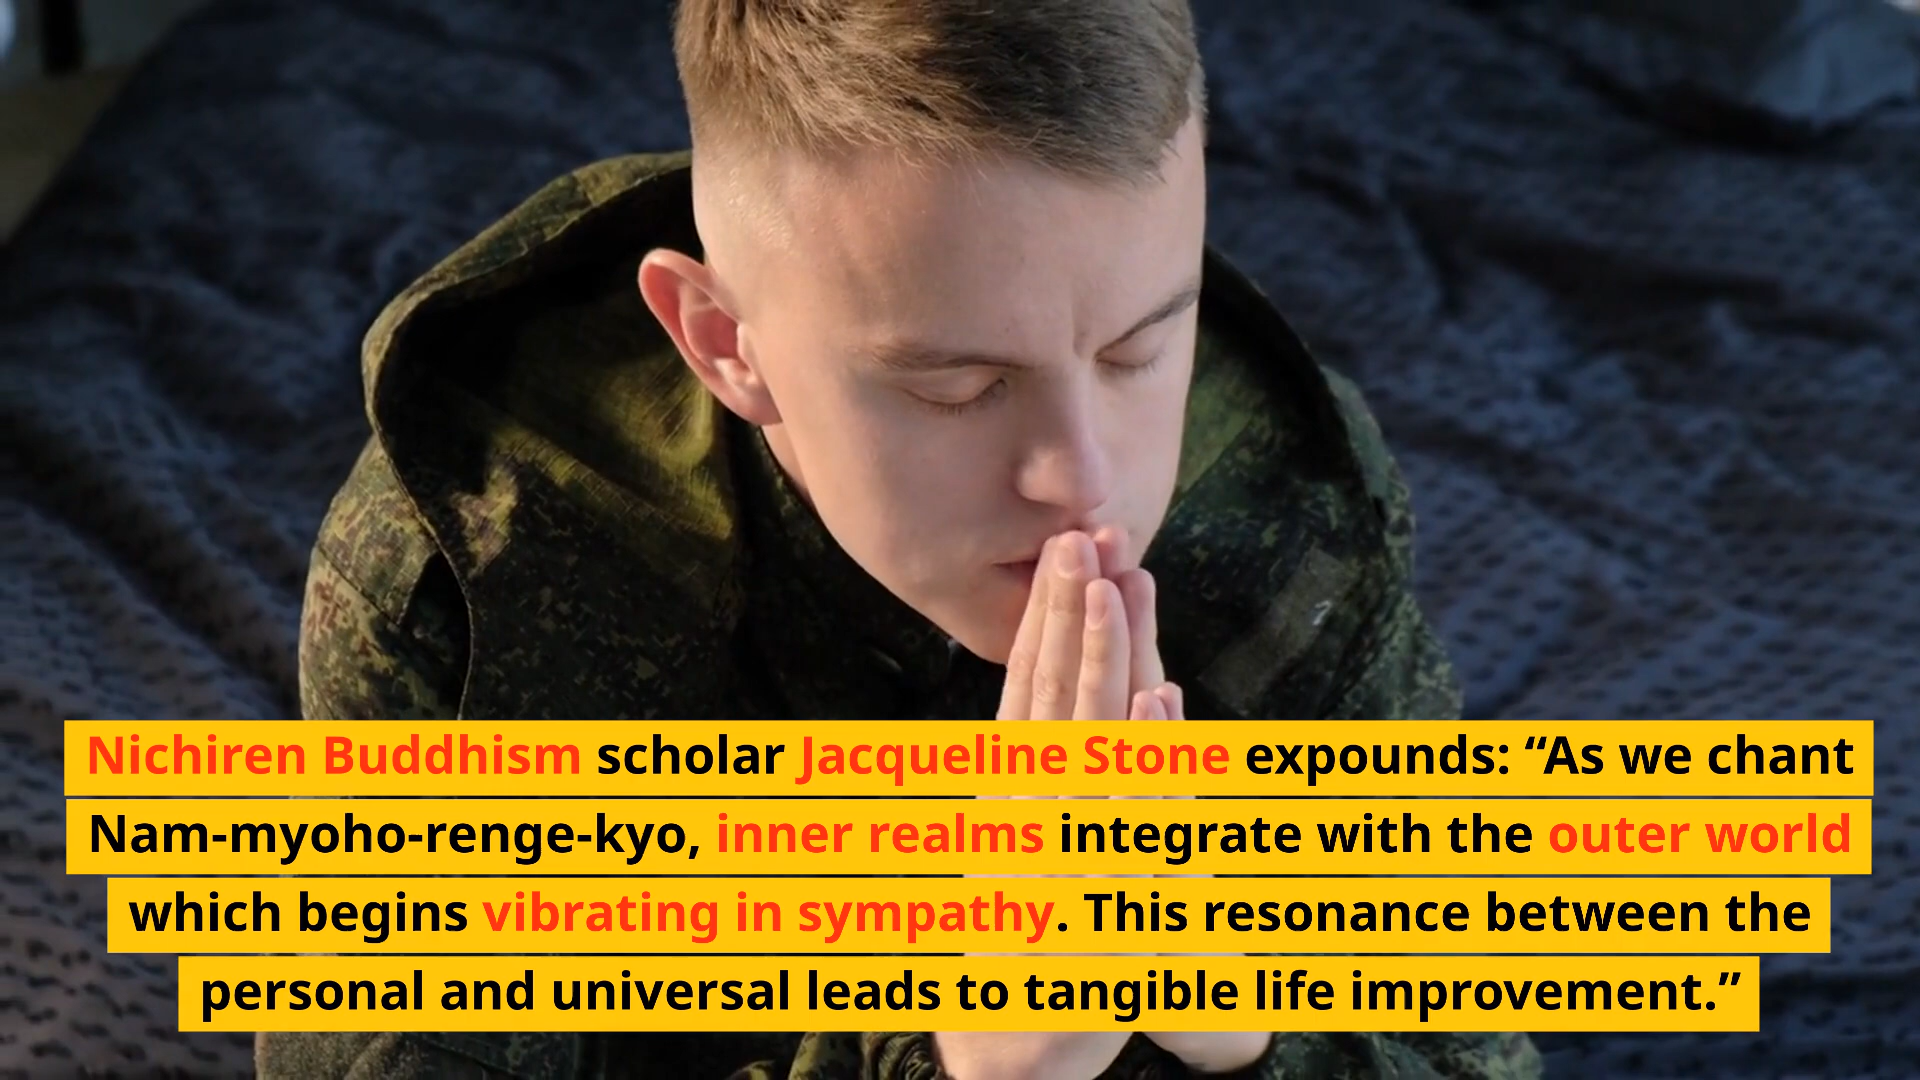 Nichiren Buddhism scholar Jacqueline Stone expounds: “As we chant
Nam-myoho-renge-kyo, inner realms integrate with the outer world
which begins vibrating in sympathy. This resonance between the
personal and universal leads to tangible life improvement.”